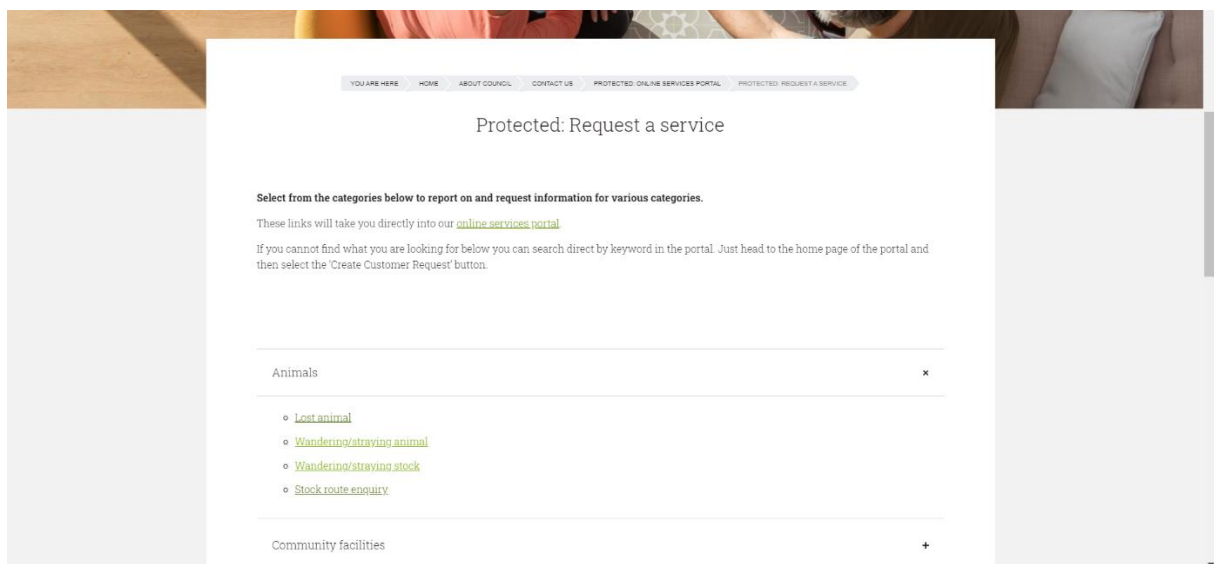 YOU ARE HERE HOME ABOUT COUNCIL CONTACT US PROTECTED: ONLINE SERVICES PORTAL PROTECTED: REQUEST A SERVICE
Protected: Request a service
Select from the categories below to report on and request information for various categories.
These links will take you directly into our online services portal.
If you cannot find what you are looking for below you can search direct by keyword in the portal. Just head to the home page of the portal and
then select the 'Create Customer Request' button.
Animals ×
Lost animal
Wandering/straying animal
Wandering/straying stock
Stock route enquiry
Community facilities +